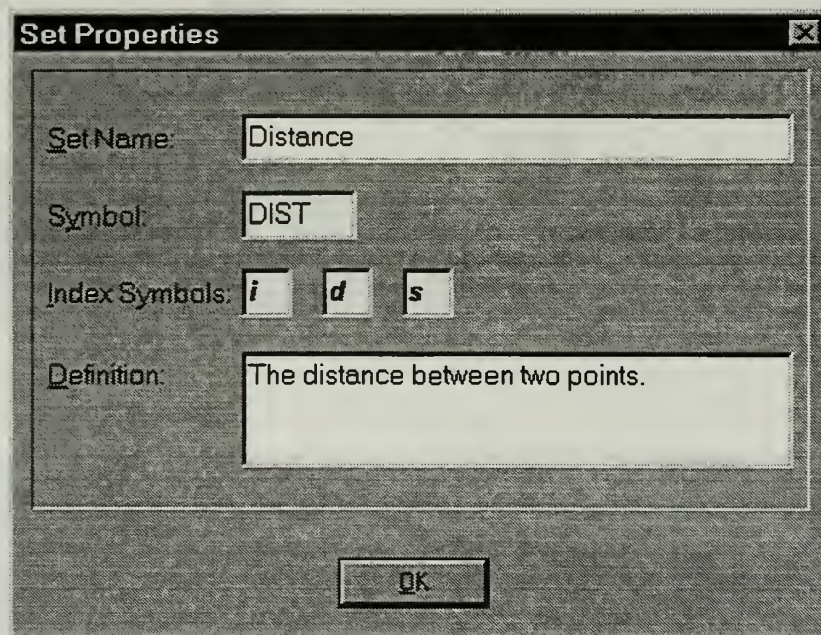 Set Properties
Set Name: Distance
Symbol: DIST
Index Symbols: i d s
Definition: The distance between two points.
OK